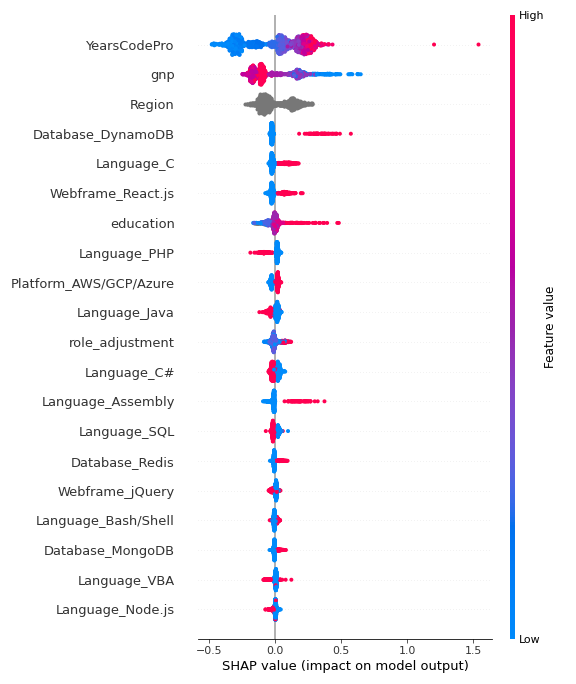 High
YearsCodePro
gnp
Region
Database_DynamoDB
Language_C
Webframe_React.js
education
Language_PHP
Platform_AWS/GCP/Azure
Language_Java
role_adjustment
Language_C#
Language_Assembly
Language_SQL
Database_Redis
Webframe_jQuery
Language_Bash/Shell
Database_MongoDB
Language_VBA
Language_Node.js
Feature value
Low
−0.5 0.0 0.5 1.0 1.5
SHAP value (impact on model output)